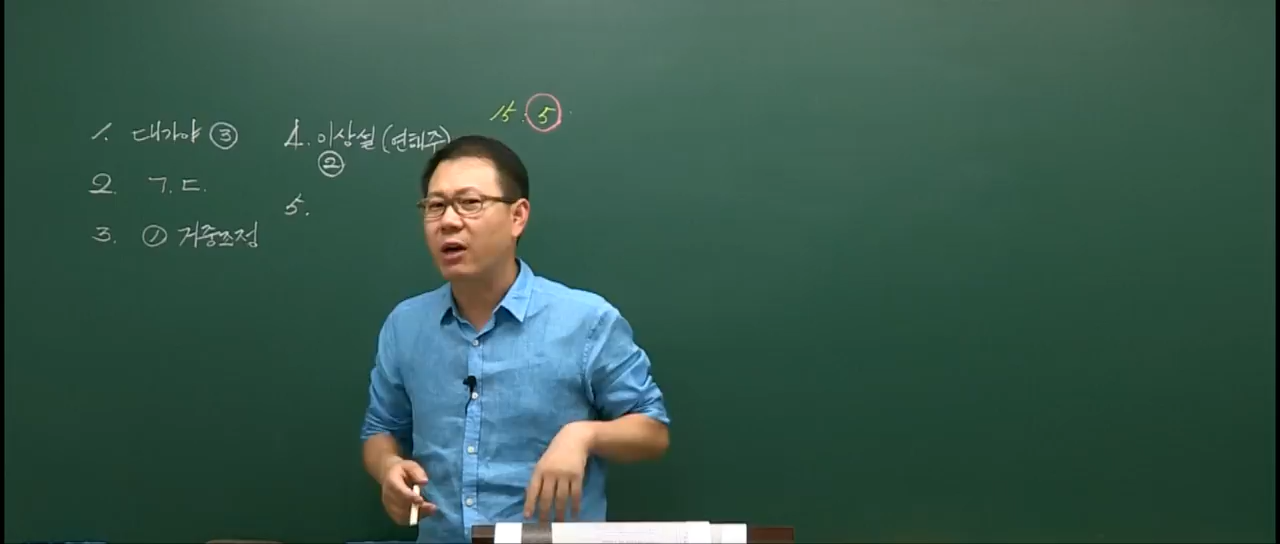 1. 대가야 ③
2. ㄱ. ㄷ.
3. ① 거중조정
4. 이상설 (연해주)
②
5.
15. 5.